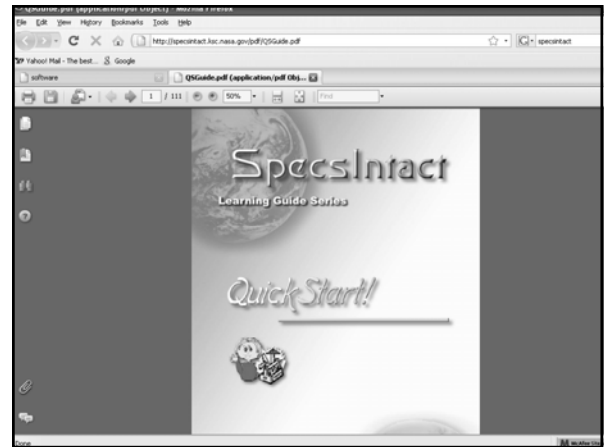 QSGuide.pdf (application/pdf Object) - Mozilla Firefox
File Edit View History Bookmarks Tools Help
http://specsintact.ksc.nasa.gov/pdf/QSGuide.pdf
specsintact
Yahoo! Mail - The best... Google
software
QSGuide.pdf (application/pdf Obj...
1 / 111
50%
Find
SpecsIntact
Learning Guide Series
QuickStart!
Done